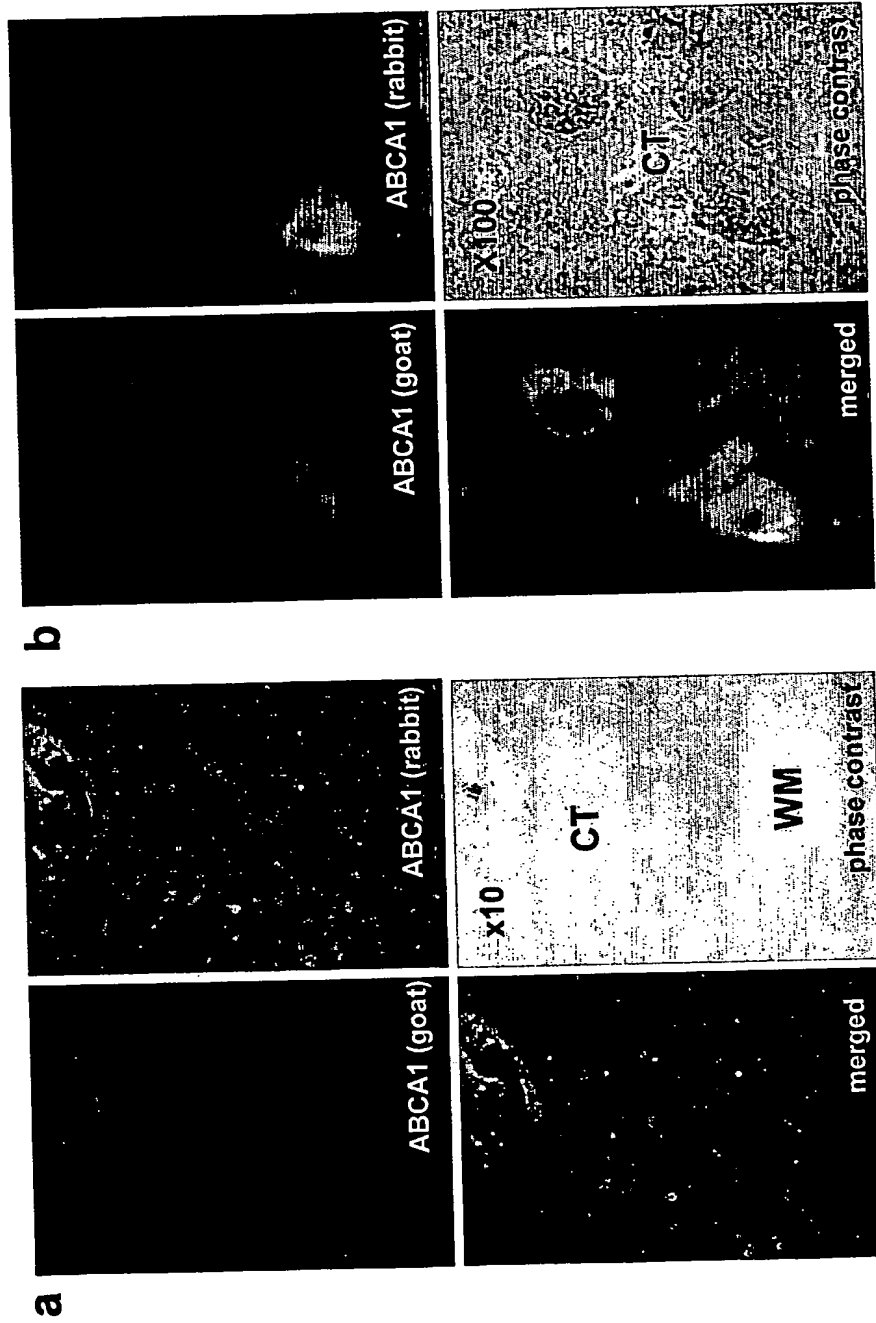 a
ABCA1 (goat)
ABCA1 (rabbit)
merged
x10
CT
WM
phase contrast
b
ABCA1 (goat)
ABCA1 (rabbit)
merged
X100
CT
phase contrast